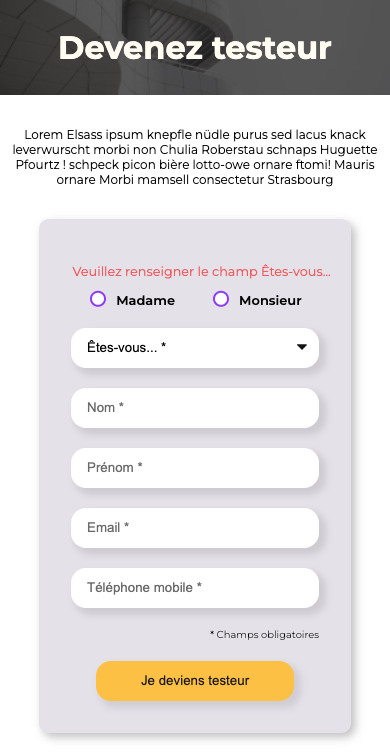 Devenez testeur
Lorem Elsass ipsum knepfle nüdle purus sed lacus knack
leverwurscht morbi non Chulia Roberstau schnaps Huguette
Pfourtz ! schpeck picon bière lotto-owe ornare ftomi! Mauris
ornare Morbi mamsell consectetur Strasbourg
Veuillez renseigner le champ Êtes-vous...
Madame Monsieur
Êtes-vous... *
Nom *
Prénom *
Email *
Téléphone mobile *
* Champs obligatoires
Je deviens testeur